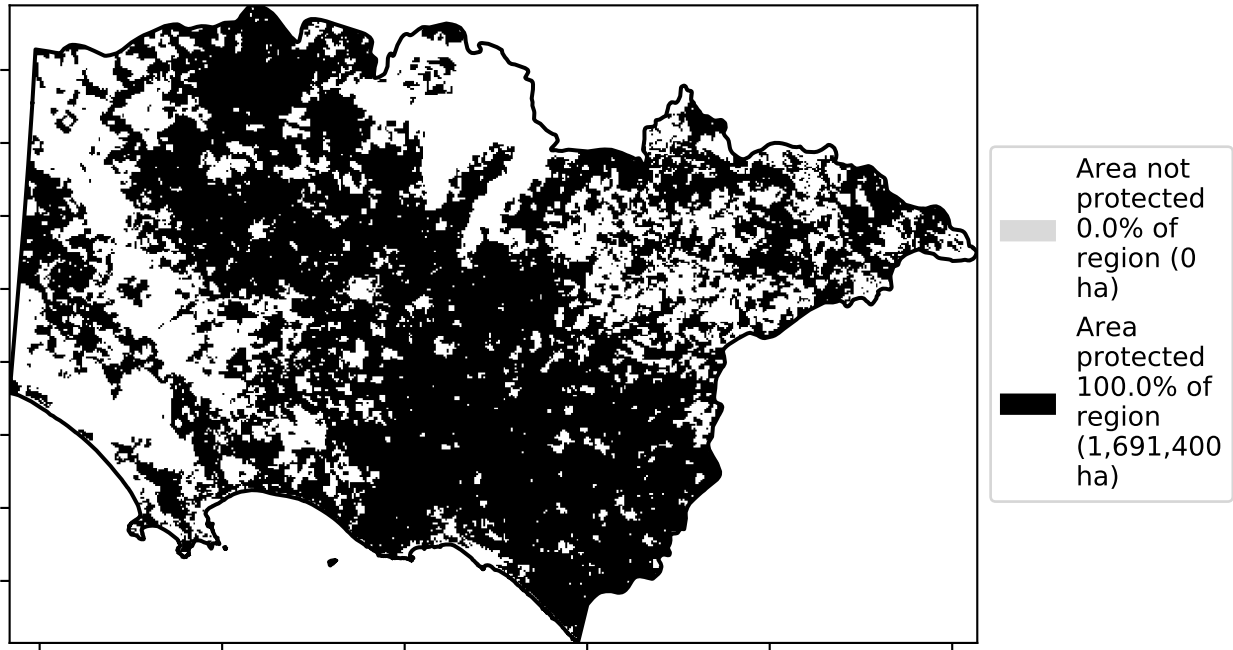 Area not
protected
0.0% of
region (0
ha)
Area
protected
100.0% of
region
(1,691,400
ha)